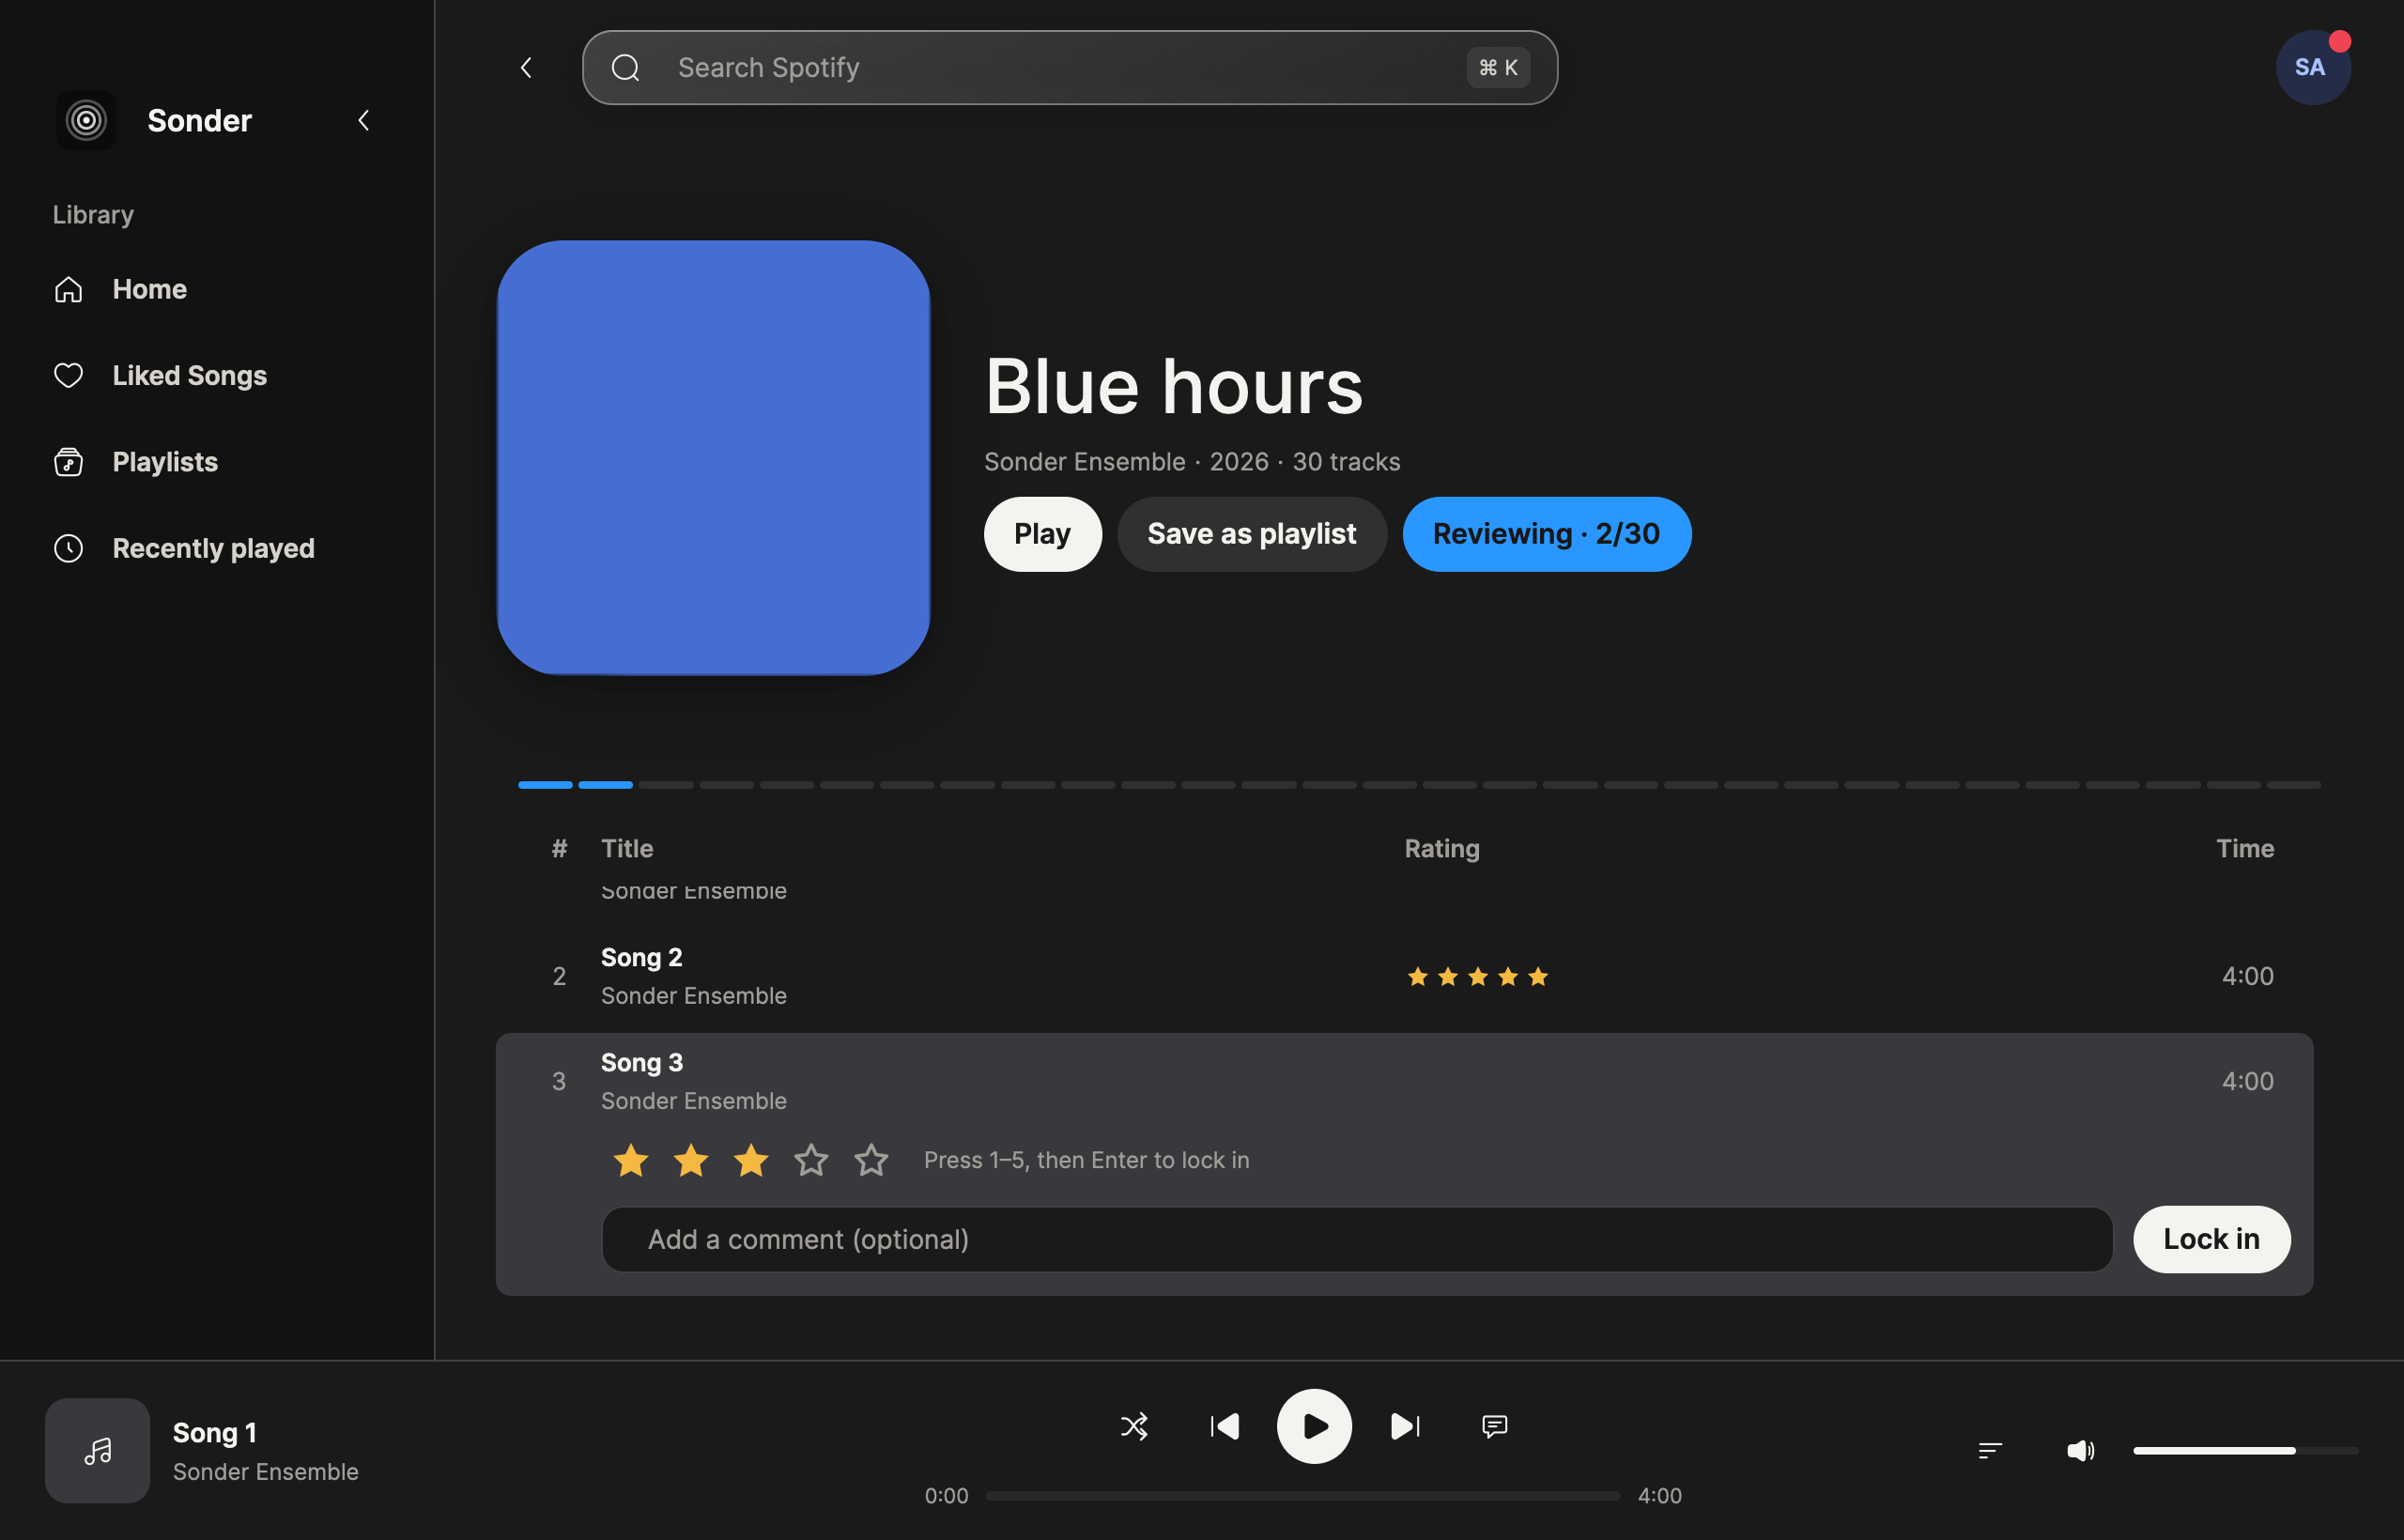 Sonder
Library
Home
Liked Songs
Playlists
Recently played
Search Spotify
⌘ K
SA
Blue hours
Sonder Ensemble · 2026 · 30 tracks
Play
Save as playlist
Reviewing · 2/30
# Title Rating Time
Sonder Ensemble
2 Song 2 4:00
Sonder Ensemble
3 Song 3 4:00
Sonder Ensemble
Press 1–5, then Enter to lock in
Add a comment (optional)
Lock in
Song 1
Sonder Ensemble
0:00
4:00